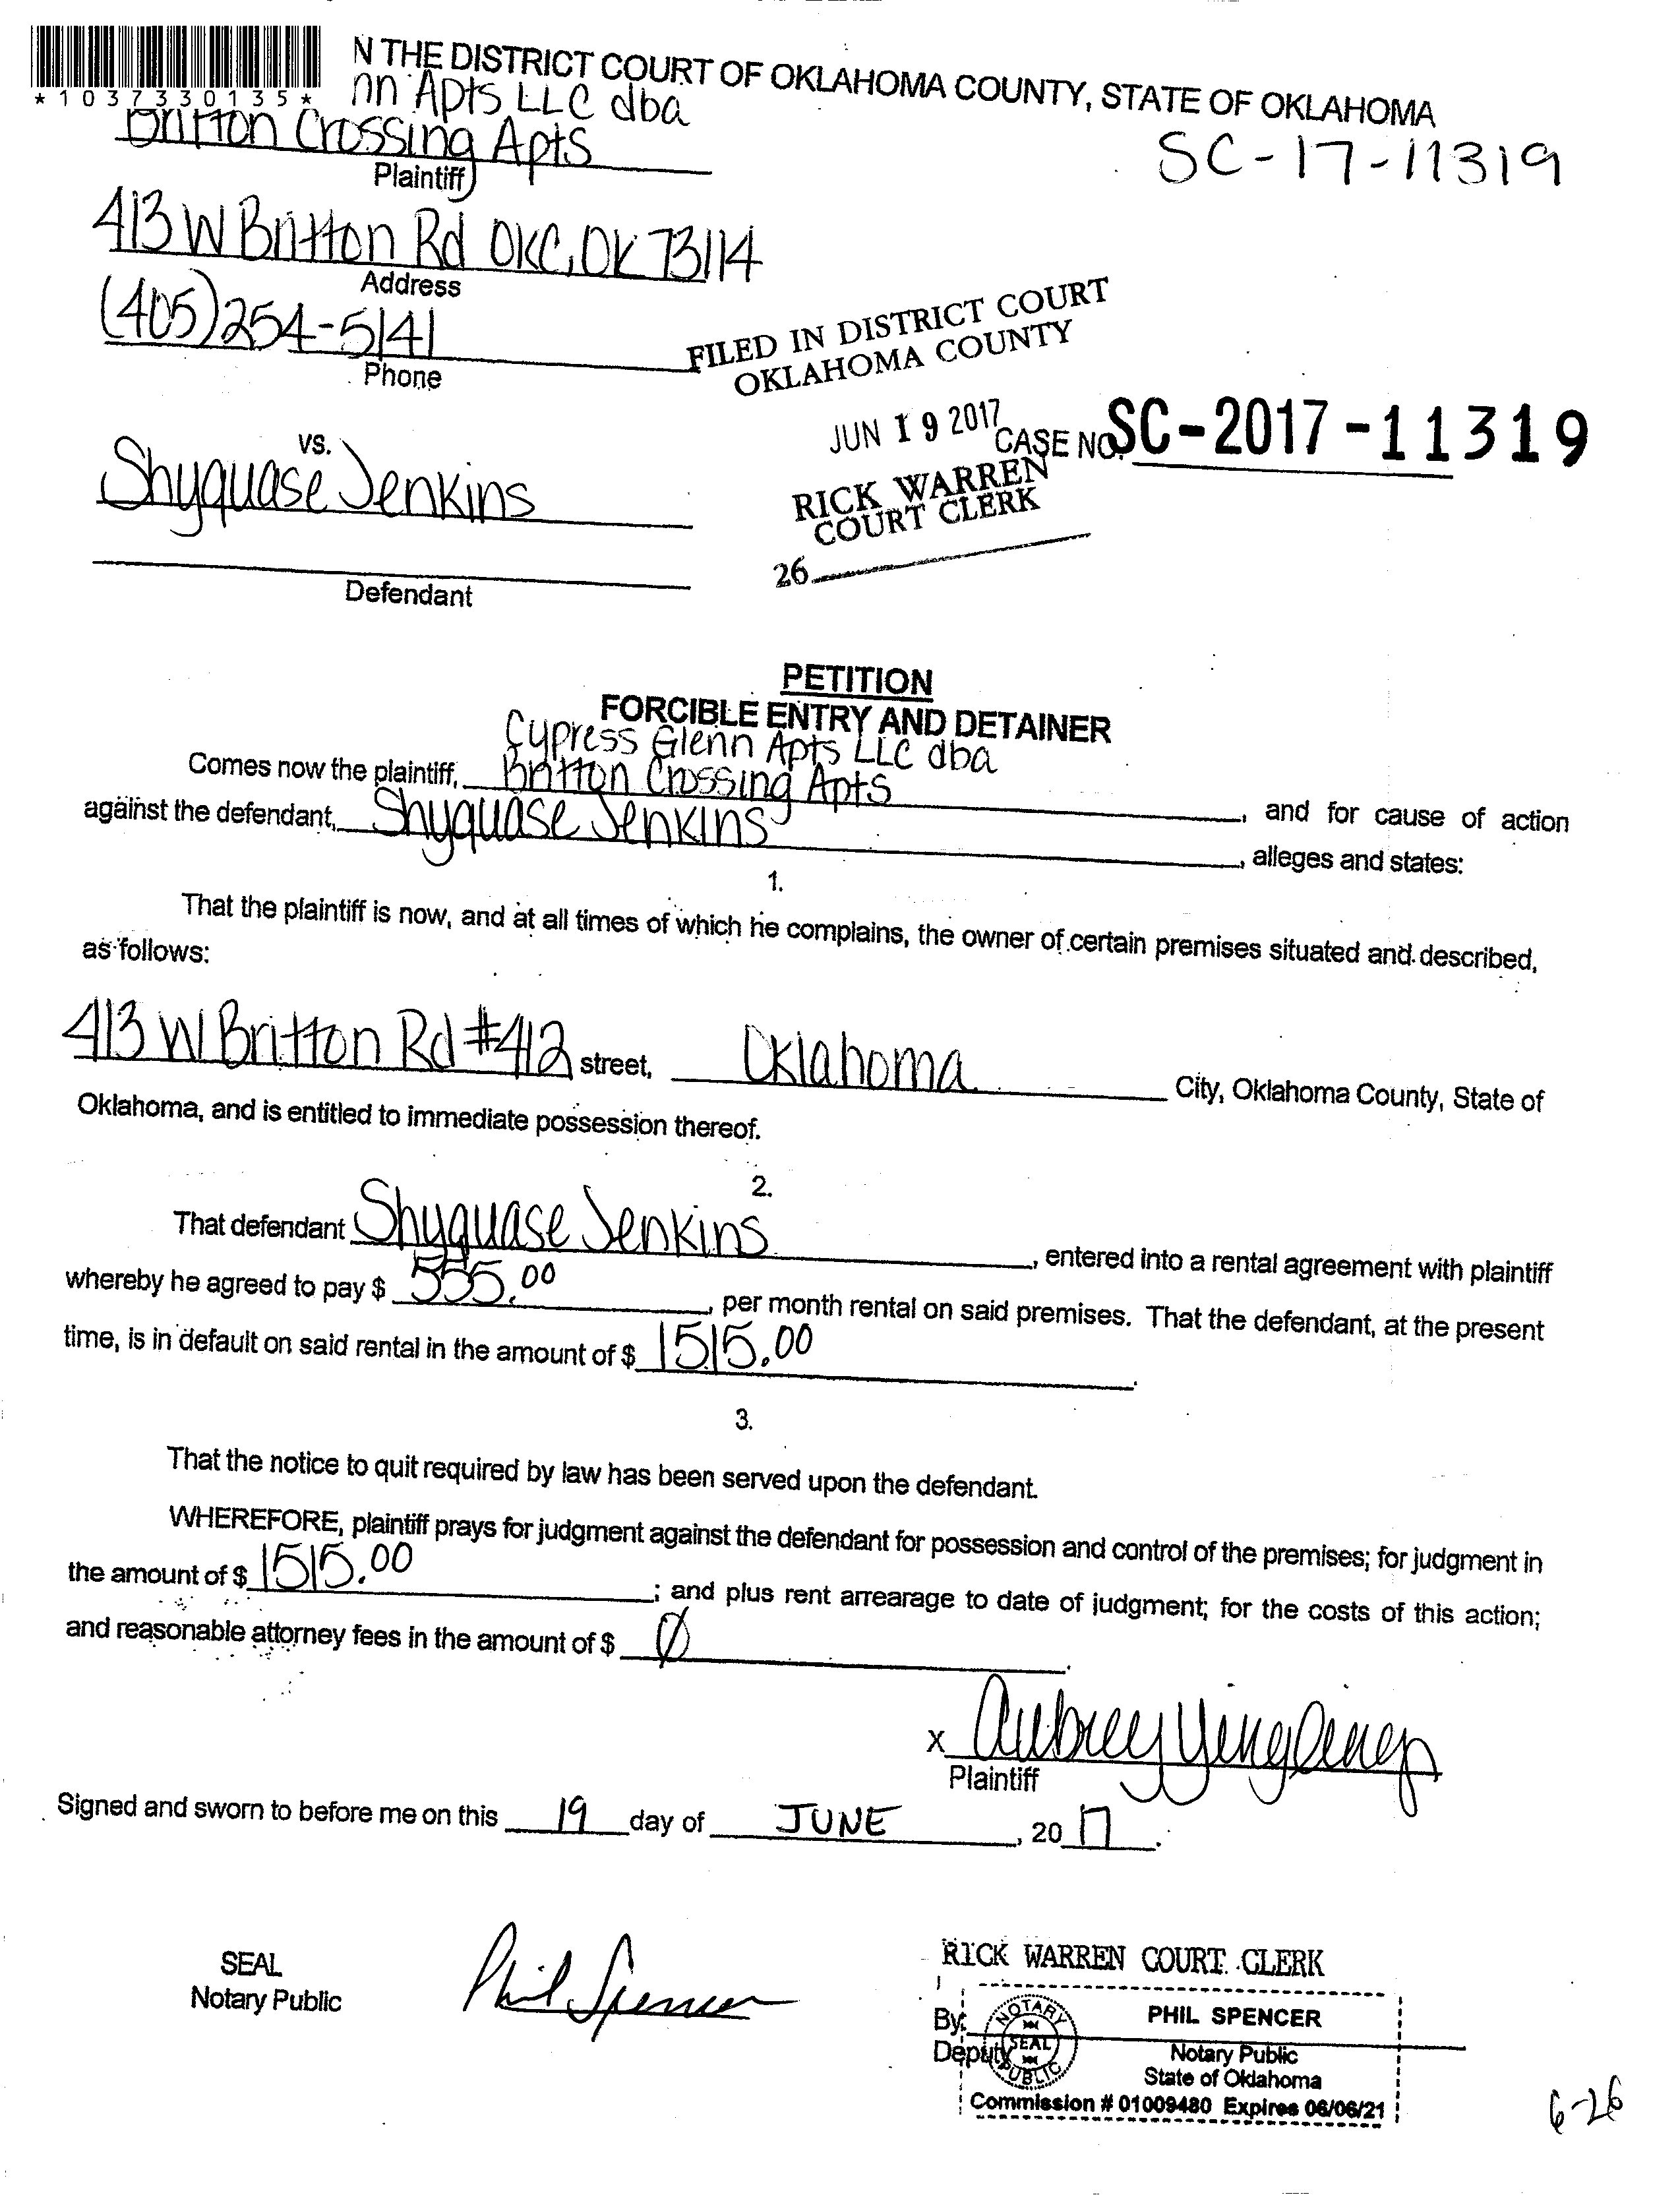 *1037330135*
N THE DISTRICT COURT OF OKLAHOMA COUNTY, STATE OF OKLAHOMA
nn Apts LLC dba
Britton Crossing Apts
SC-17-11319
Plaintiff
413 W Britton Rd OKC, OK 73114
Address
(405) 254-5141
Phone
FILED IN DISTRICT COURT
OKLAHOMA COUNTY
JUN 19 2017
CASE NO. SC-2017-11319
RICK WARREN
COURT CLERK
26
vs.
Shyquase Jenkins
Defendant
PETITION
FORCIBLE ENTRY AND DETAINER
Cypress Glenn Apts LLC dba
Comes now the plaintiff, Britton Crossing Apts, and for cause of action
against the defendant, Shyquase Jenkins, alleges and states:
1.
That the plaintiff is now, and at all times of which he complains, the owner of certain premises situated and described,
as follows:
413 W Britton Rd #412 street, Oklahoma City, Oklahoma County, State of
Oklahoma, and is entitled to immediate possession thereof.
2.
That defendant Shyquase Jenkins, entered into a rental agreement with plaintiff
whereby he agreed to pay $ 555.00, per month rental on said premises. That the defendant, at the present
time, is in default on said rental in the amount of $ 1515.00.
3.
That the notice to quit required by law has been served upon the defendant.
WHEREFORE, plaintiff prays for judgment against the defendant for possession and control of the premises; for judgment in
the amount of $ 1515.00; and plus rent arrearage to date of judgment; for the costs of this action;
and reasonable attorney fees in the amount of $ Ø.
x Aubrey
Plaintiff
Signed and sworn to before me on this 19 day of JUNE, 2017.
SEAL
Notary Public
Phil Spencer
RICK WARREN COURT CLERK
By:
Deputy
NOTARY SEAL PUBLIC
PHIL SPENCER
Notary Public
State of Oklahoma
Commission # 01009480 Expires 06/06/21
6-26